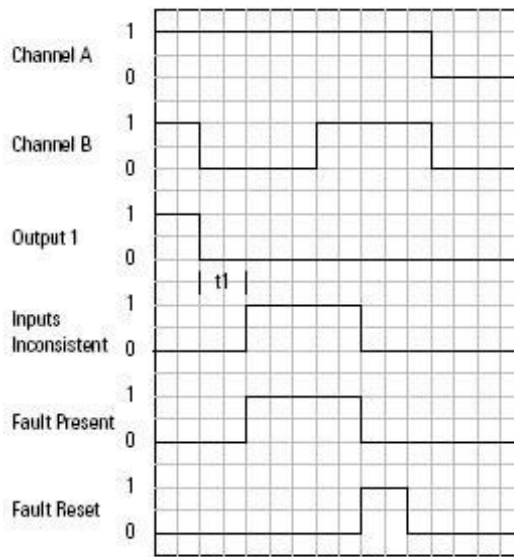 1
Channel A
0
1
Channel B
0
1
Output 1
0
t1
1
Inputs
Inconsistent 0
1
Fault Present
0
1
Fault Reset
0